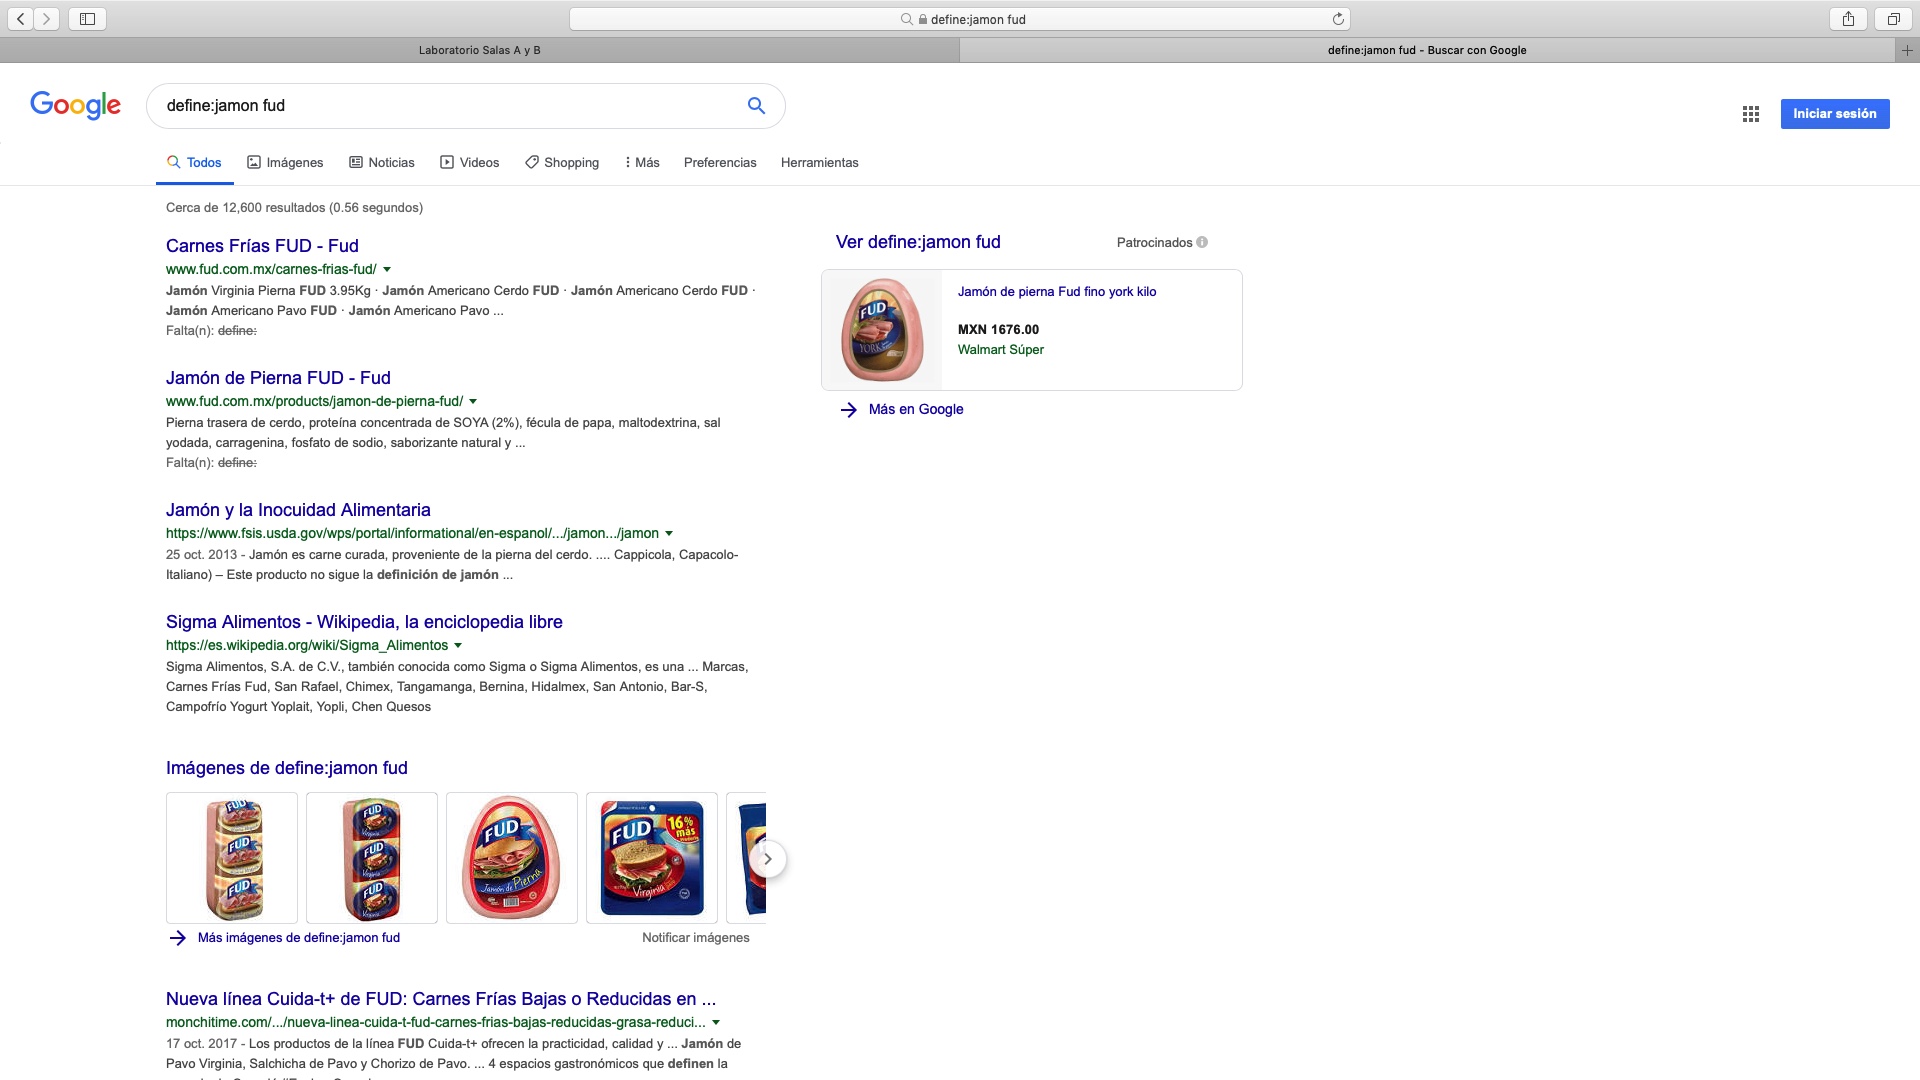 define:jamon fud
Laboratorio Salas A y B
define:jamon fud - Buscar con Google
Google
define:jamon fud
Iniciar sesión
Todos
Imágenes
Noticias
Videos
Shopping
Más
Preferencias
Herramientas
Cerca de 12,600 resultados (0.56 segundos)
Carnes Frías FUD - Fud
www.fud.com.mx/carnes-frias-fud/
Jamón Virginia Pierna FUD 3.95Kg · Jamón Americano Cerdo FUD · Jamón Americano Cerdo FUD ·
Jamón Americano Pavo FUD · Jamón Americano Pavo ...
Falta(n): define:
Jamón de Pierna FUD - Fud
www.fud.com.mx/products/jamon-de-pierna-fud/
Pierna trasera de cerdo, proteína concentrada de SOYA (2%), fécula de papa, maltodextrina, sal
yodada, carragenina, fosfato de sodio, saborizante natural y ...
Falta(n): define:
Jamón y la Inocuidad Alimentaria
https://www.fsis.usda.gov/wps/portal/informational/en-espanol/.../jamon.../jamon
25 oct. 2013 - Jamón es carne curada, proveniente de la pierna del cerdo. .... Cappicola, Capacolo-
Italiano) – Este producto no sigue la definición de jamón ...
Sigma Alimentos - Wikipedia, la enciclopedia libre
https://es.wikipedia.org/wiki/Sigma_Alimentos
Sigma Alimentos, S.A. de C.V., también conocida como Sigma o Sigma Alimentos, es una ... Marcas,
Carnes Frías Fud, San Rafael, Chimex, Tangamanga, Bernina, Hidalmex, San Antonio, Bar-S,
Campofrío Yogurt Yoplait, Yopli, Chen Quesos
Imágenes de define:jamon fud
FUD
FUD
FUD
FUD
Virginia
FUD
Virginia
FUD
Virginia
FUD
Jamón de Pierna
FUD
16%
más
Virginia
Más imágenes de define:jamon fud
Notificar imágenes
Nueva línea Cuida-t+ de FUD: Carnes Frías Bajas o Reducidas en ...
monchitime.com/.../nueva-linea-cuida-t-fud-carnes-frias-bajas-reducidas-grasa-reduci...
17 oct. 2017 - Los productos de la línea FUD Cuida-t+ ofrecen la practicidad, calidad y ... Jamón de
Pavo Virginia, Salchicha de Pavo y Chorizo de Pavo. ... 4 espacios gastronómicos que definen la
Ver define:jamon fud
Patrocinados
FUD
YORK
Jamón de pierna Fud fino york kilo
MXN 1676.00
Walmart Súper
Más en Google